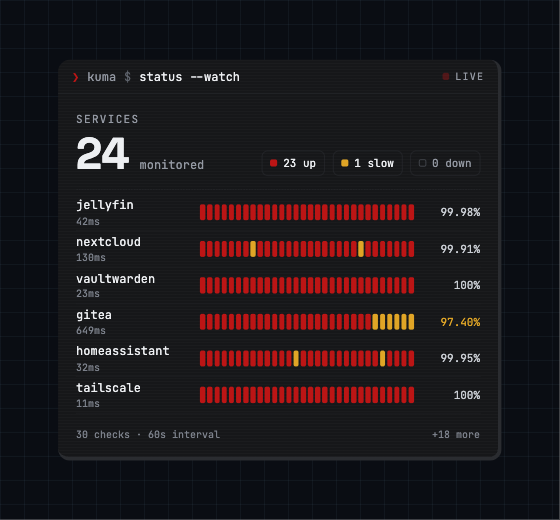 ❯ kuma $ status --watch
LIVE
SERVICES
24 monitored
23 up
1 slow
0 down
jellyfin
42ms
99.98%
nextcloud
130ms
99.91%
vaultwarden
23ms
100%
gitea
649ms
97.40%
homeassistant
32ms
99.95%
tailscale
11ms
100%
30 checks · 60s interval
+18 more